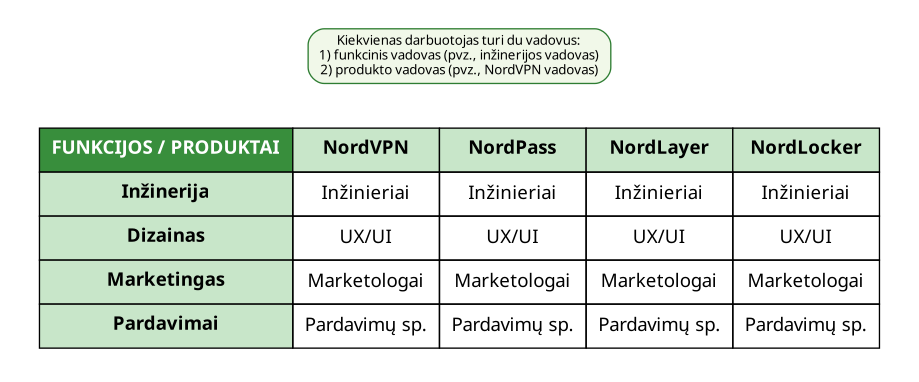 Kiekvienas darbuotojas turi du vadovus:
1) funkcinis vadovas (pvz., inžinerijos vadovas)
2) produkto vadovas (pvz., NordVPN vadovas)
FUNKCIJOS / PRODUKTAI NordVPN NordPass NordLayer NordLocker
Inžinerija Inžinieriai Inžinieriai Inžinieriai Inžinieriai
Dizainas UX/UI UX/UI UX/UI UX/UI
Marketingas Marketologai Marketologai Marketologai Marketologai
Pardavimai Pardavimų sp. Pardavimų sp. Pardavimų sp. Pardavimų sp.